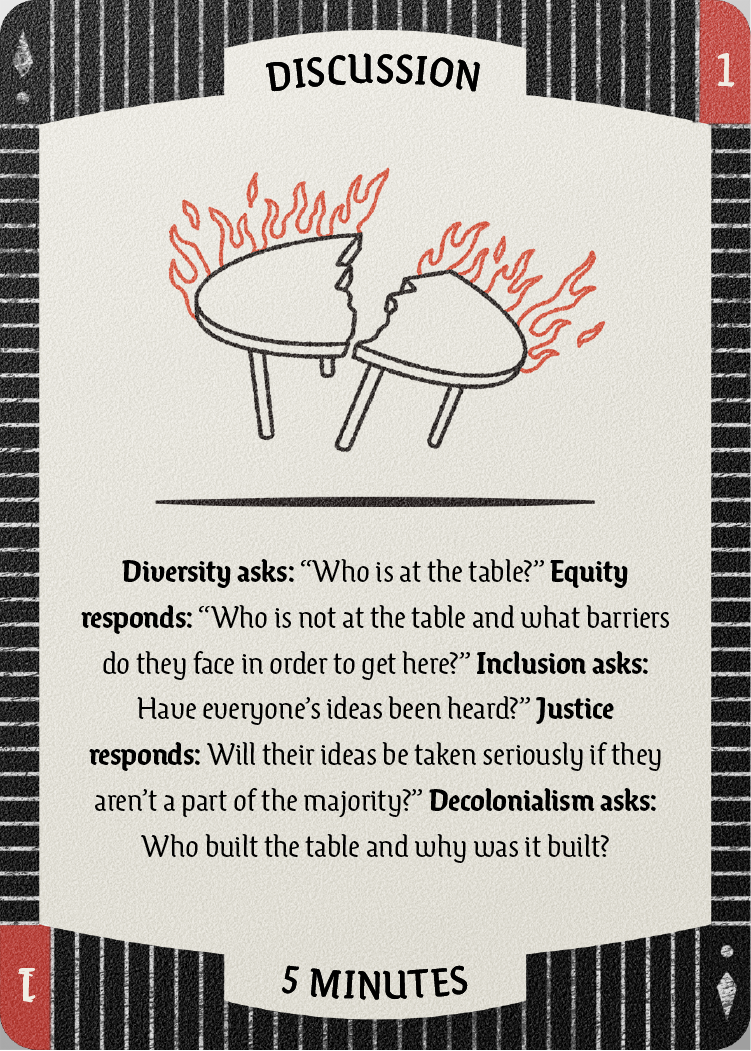 DISCUSSION
1
Diversity asks: “Who is at the table?” Equity
responds: “Who is not at the table and what barriers
do they face in order to get here?” Inclusion asks:
Have everyone’s ideas been heard?” Justice
responds: Will their ideas be taken seriously if they
aren’t a part of the majority?” Decolonialism asks:
Who built the table and why was it built?
1
5 MINUTES